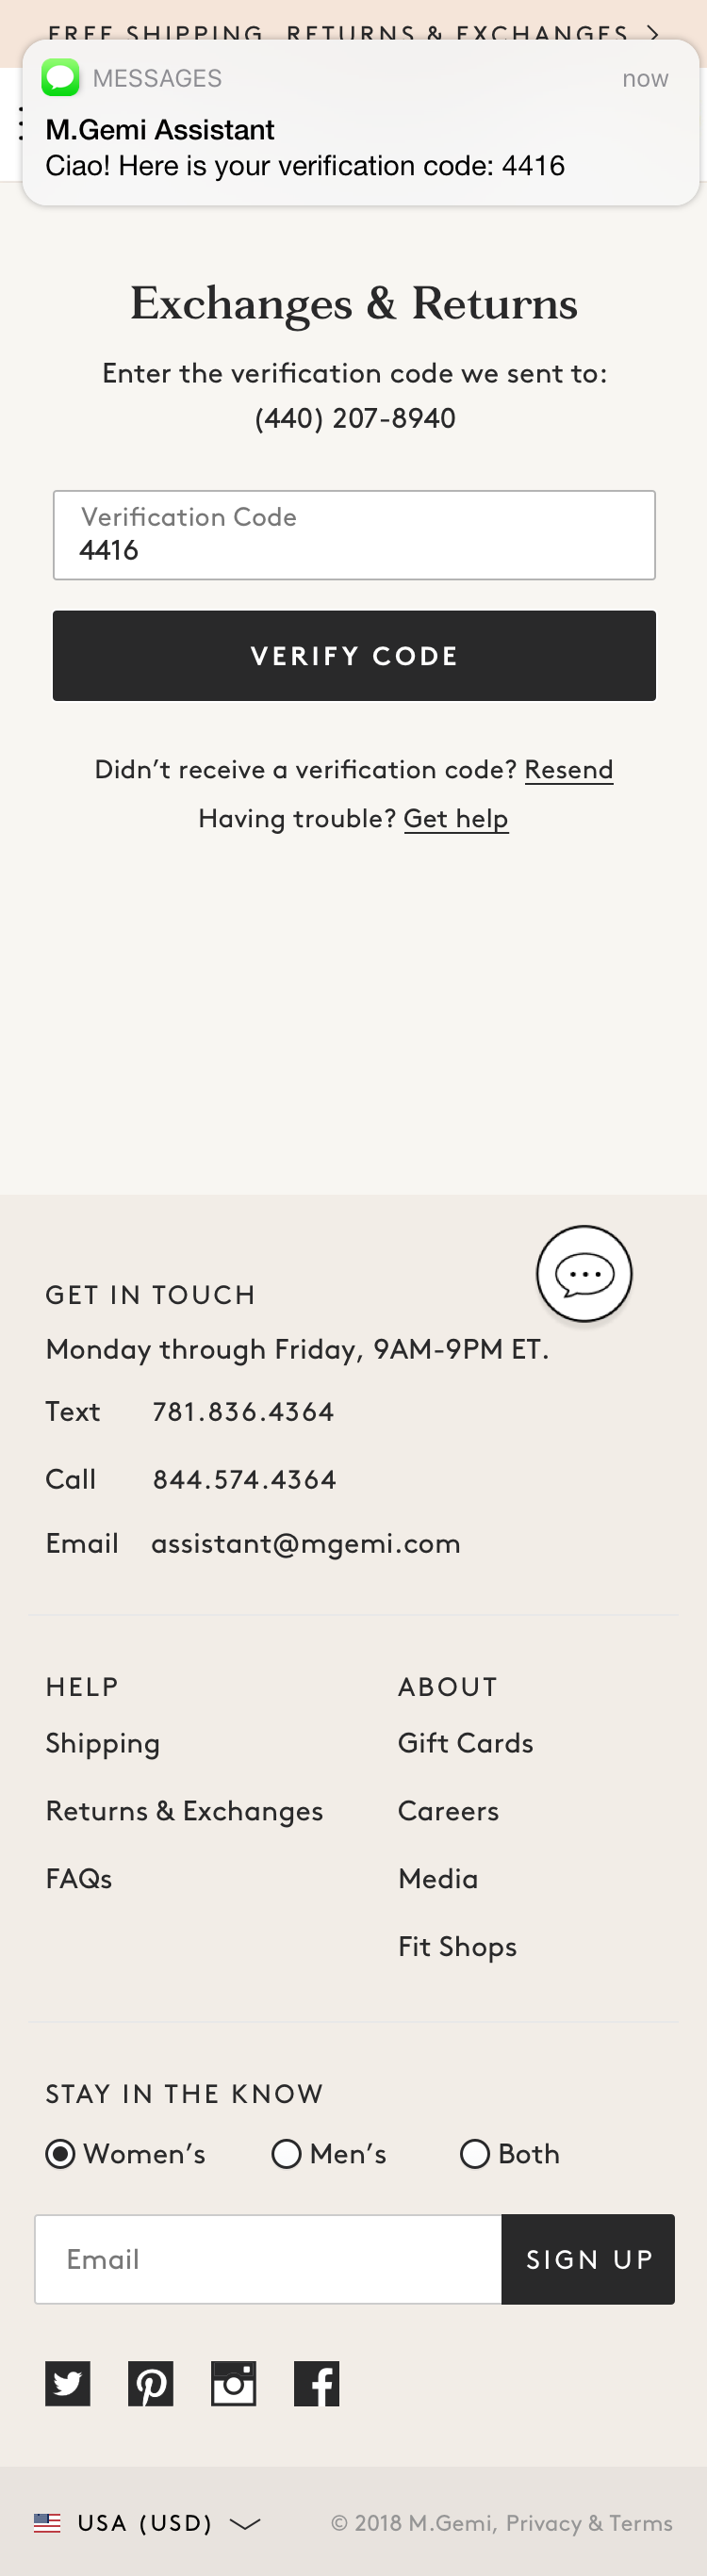 FREE SHIPPING, RETURNS & EXCHANGES
MESSAGES now
M.Gemi Assistant
Ciao! Here is your verification code: 4416
Exchanges & Returns
Enter the verification code we sent to:
(440) 207-8940
Verification Code
4416
VERIFY CODE
Didn’t receive a verification code? Resend
Having trouble? Get help
GET IN TOUCH
Monday through Friday, 9AM-9PM ET.
Text 781.836.4364
Call 844.574.4364
Email assistant@mgemi.com
HELP
Shipping
Returns & Exchanges
FAQs
ABOUT
Gift Cards
Careers
Media
Fit Shops
STAY IN THE KNOW
Women’s Men’s Both
Email SIGN UP
USA (USD) © 2018 M.Gemi, Privacy & Terms